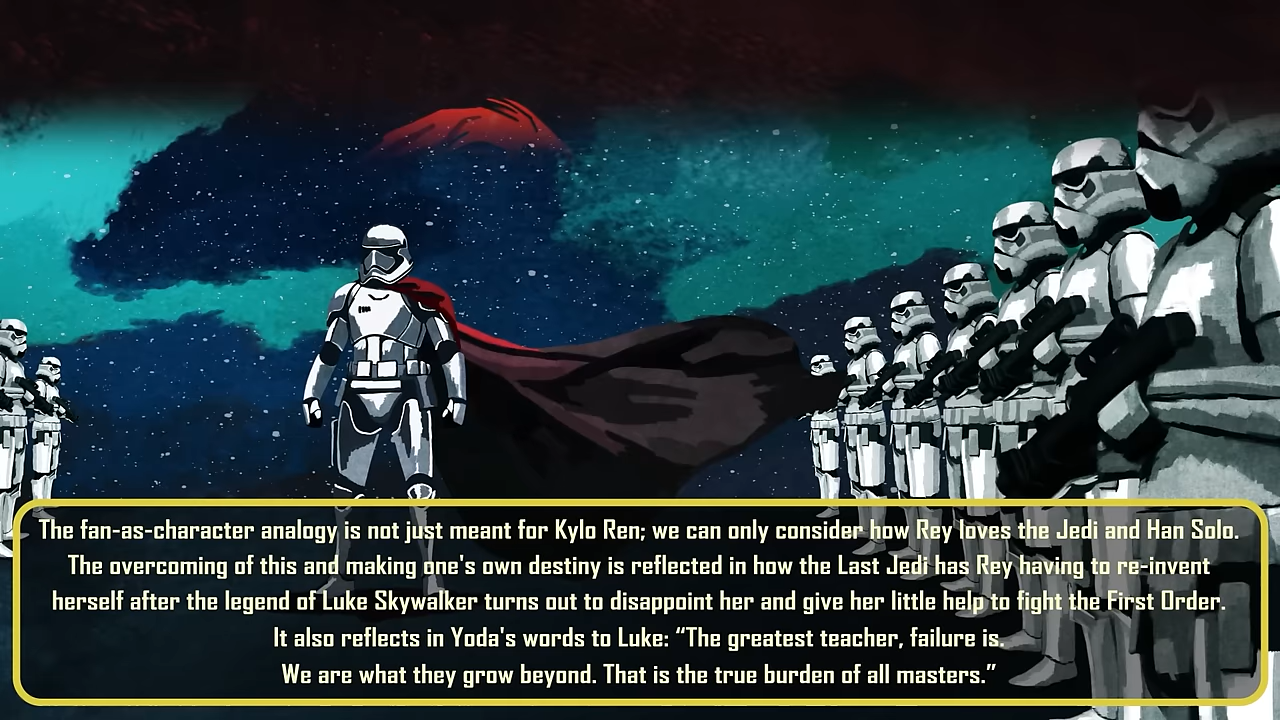 The fan-as-character analogy is not just meant for Kylo Ren; we can only consider how Rey loves the Jedi and Han Solo.
The overcoming of this and making one's own destiny is reflected in how the Last Jedi has Rey having to re-invent
herself after the legend of Luke Skywalker turns out to disappoint her and give her little help to fight the First Order.
It also reflects in Yoda's words to Luke: “The greatest teacher, failure is.
We are what they grow beyond. That is the true burden of all masters.”